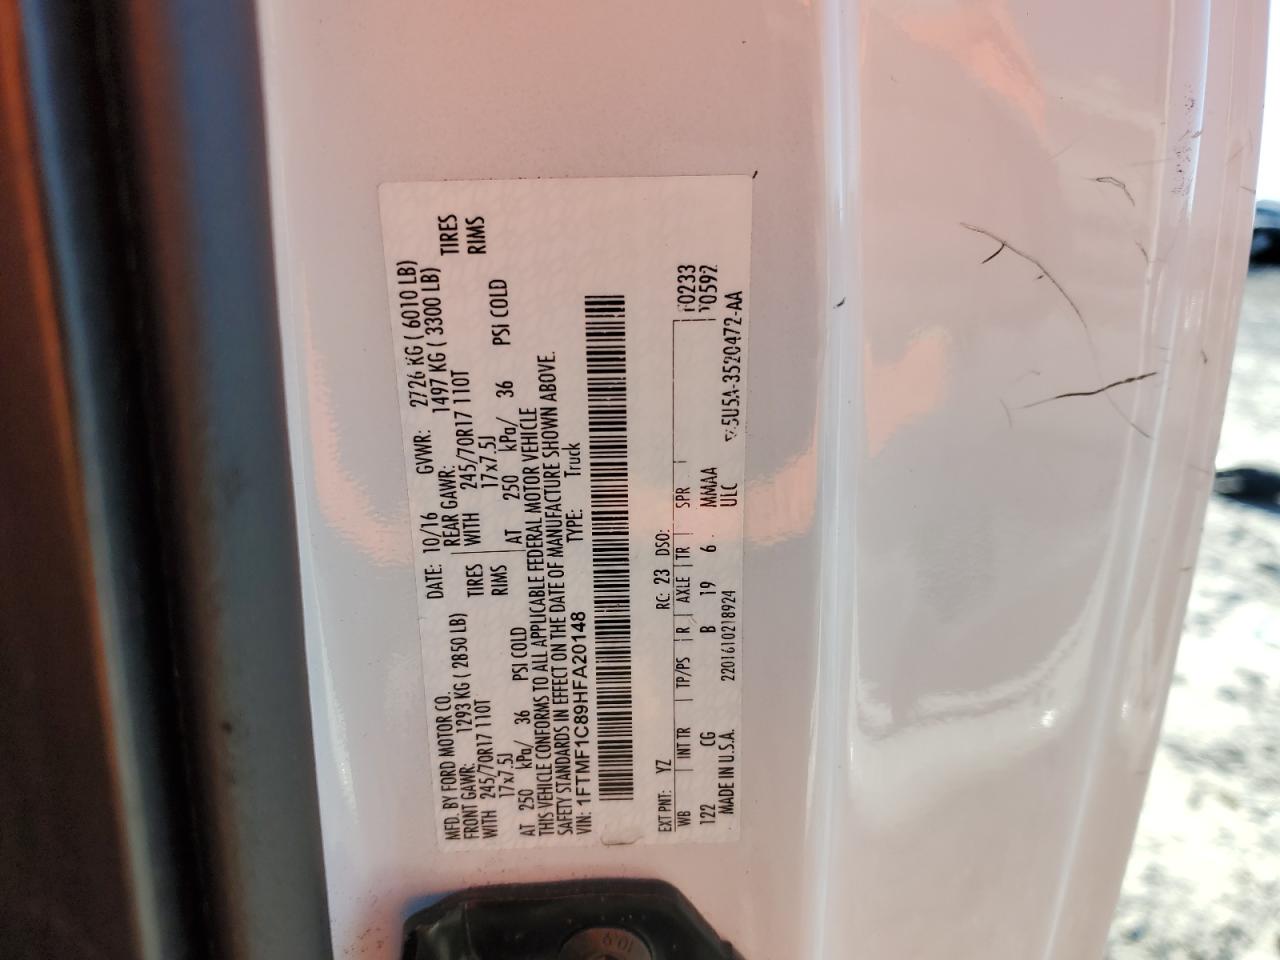 MFD. BY FORD MOTOR CO. DATE: 10/16 GVWR: 2726 KG ( 6010 LB)
FRONT GAWR: 1293 KG ( 2850 LB) REAR GAWR: 1497 KG ( 3300 LB)
WITH 245/70R17 110T TIRES WITH 245/70R17 110T TIRES
17x7.5J RIMS 17x7.5J RIMS
AT 250 kPa/ 36 PSI COLD AT 250 kPa/ 36 PSI COLD
THIS VEHICLE CONFORMS TO ALL APPLICABLE FEDERAL MOTOR VEHICLE
SAFETY STANDARDS IN EFFECT ON THE DATE OF MANUFACTURE SHOWN ABOVE.
VIN: 1FTMF1C89HFA20148 TYPE: Truck
EXT PNT: YZ RC: 23 DSO:
WB INT TR TP/PS R AXLE TR SPR 0233
122 CG B 19 6 MMAA 0592
MADE IN U.S.A. 2201610218924 ULC 5U5A-3520472-AA
10.9